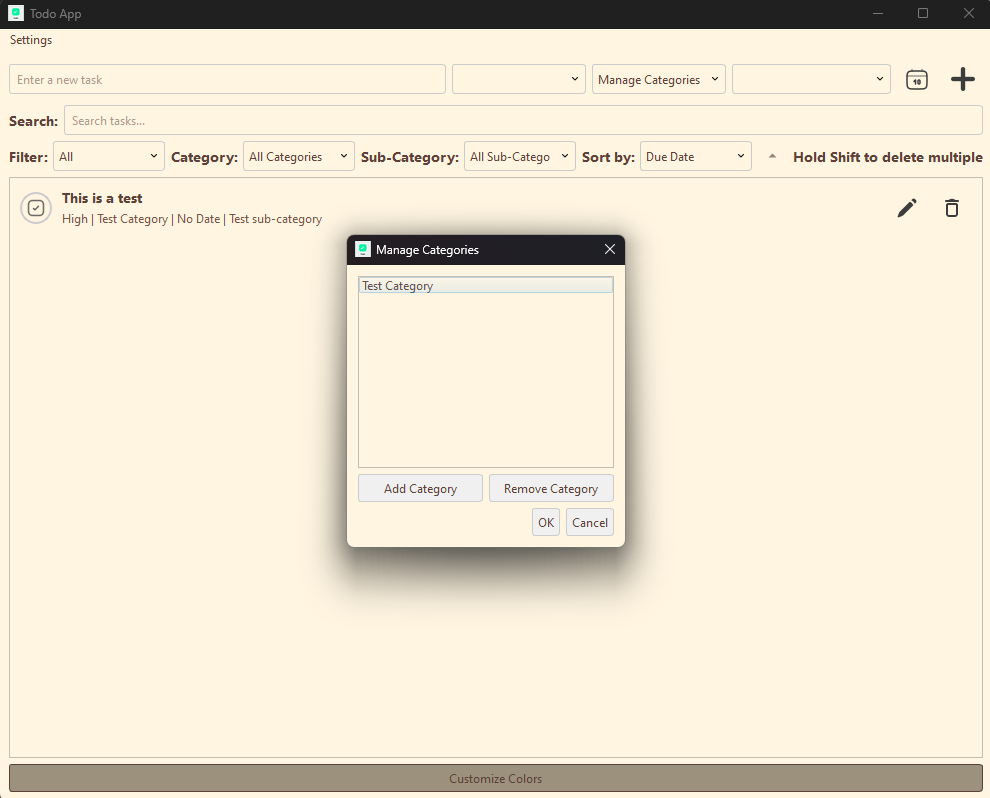 Todo App
Settings
Enter a new task
Manage Categories
10
Search: Search tasks...
Filter: All Category: All Categories Sub-Category: All Sub-Catego Sort by: Due Date Hold Shift to delete multiple
This is a test
High | Test Category | No Date | Test sub-category
Manage Categories
Test Category
Add Category Remove Category
OK Cancel
Customize Colors